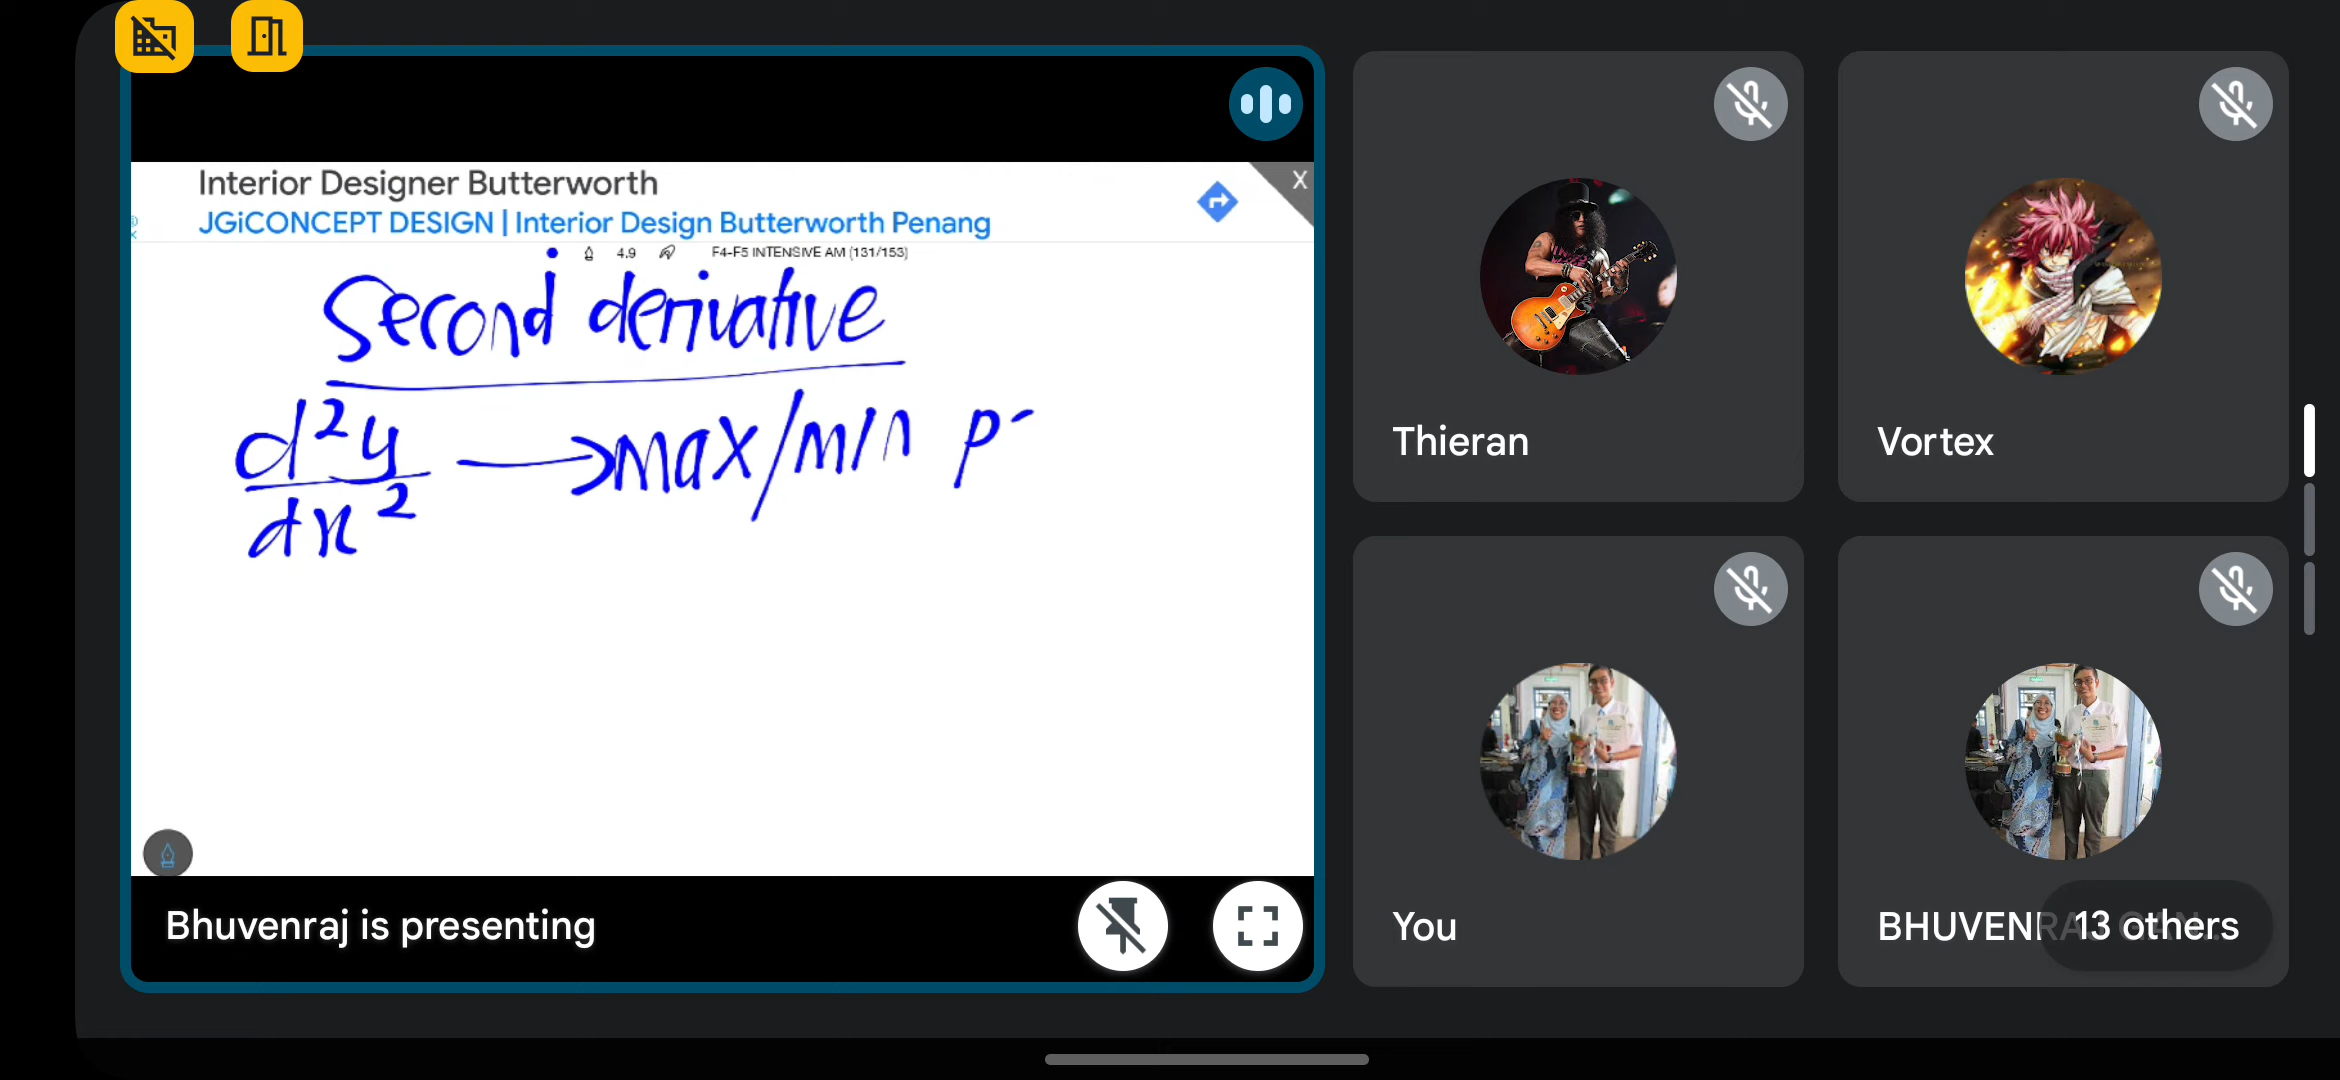 Interior Designer Butterworth
X
JGiCONCEPT DESIGN | Interior Design Butterworth Penang
4.9 F4-F5 INTENSIVE AM (131/153)
Second derivative
d²y
dx²
→ max/min p
Bhuvenraj is presenting
Thieran
Vortex
You
BHUVENRAJ
13 others